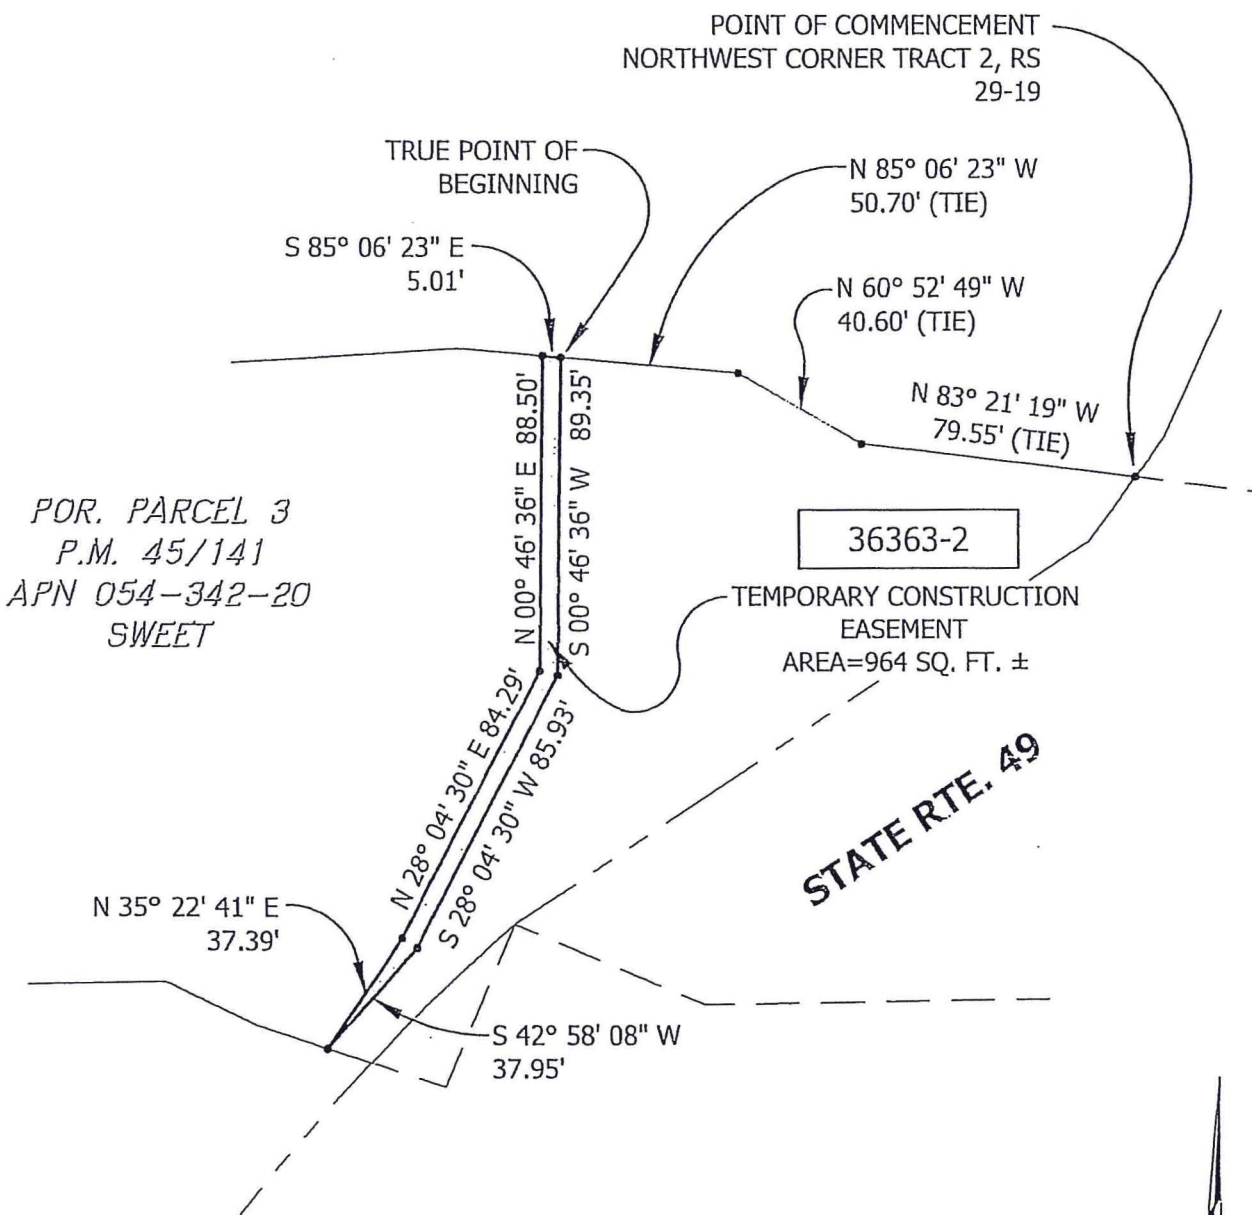 POINT OF COMMENCEMENT
NORTHWEST CORNER TRACT 2, RS
29-19
TRUE POINT OF
BEGINNING
N 85° 06' 23" W
50.70' (TIE)
S 85° 06' 23" E
5.01'
N 60° 52' 49" W
40.60' (TIE)
N 83° 21' 19" W
79.55' (TIE)
N 00° 46' 36" E 88.50'
S 00° 46' 36" W 89.35'
POR. PARCEL 3
P.M. 45/141
APN 054-342-20
SWEET
36363-2
TEMPORARY CONSTRUCTION
EASEMENT
AREA=964 SQ. FT. ±
N 28° 04' 30" E 84.29'
S 28° 04' 30" W 85.93'
STATE RTE. 49
N 35° 22' 41" E
37.39'
S 42° 58' 08" W
37.95'